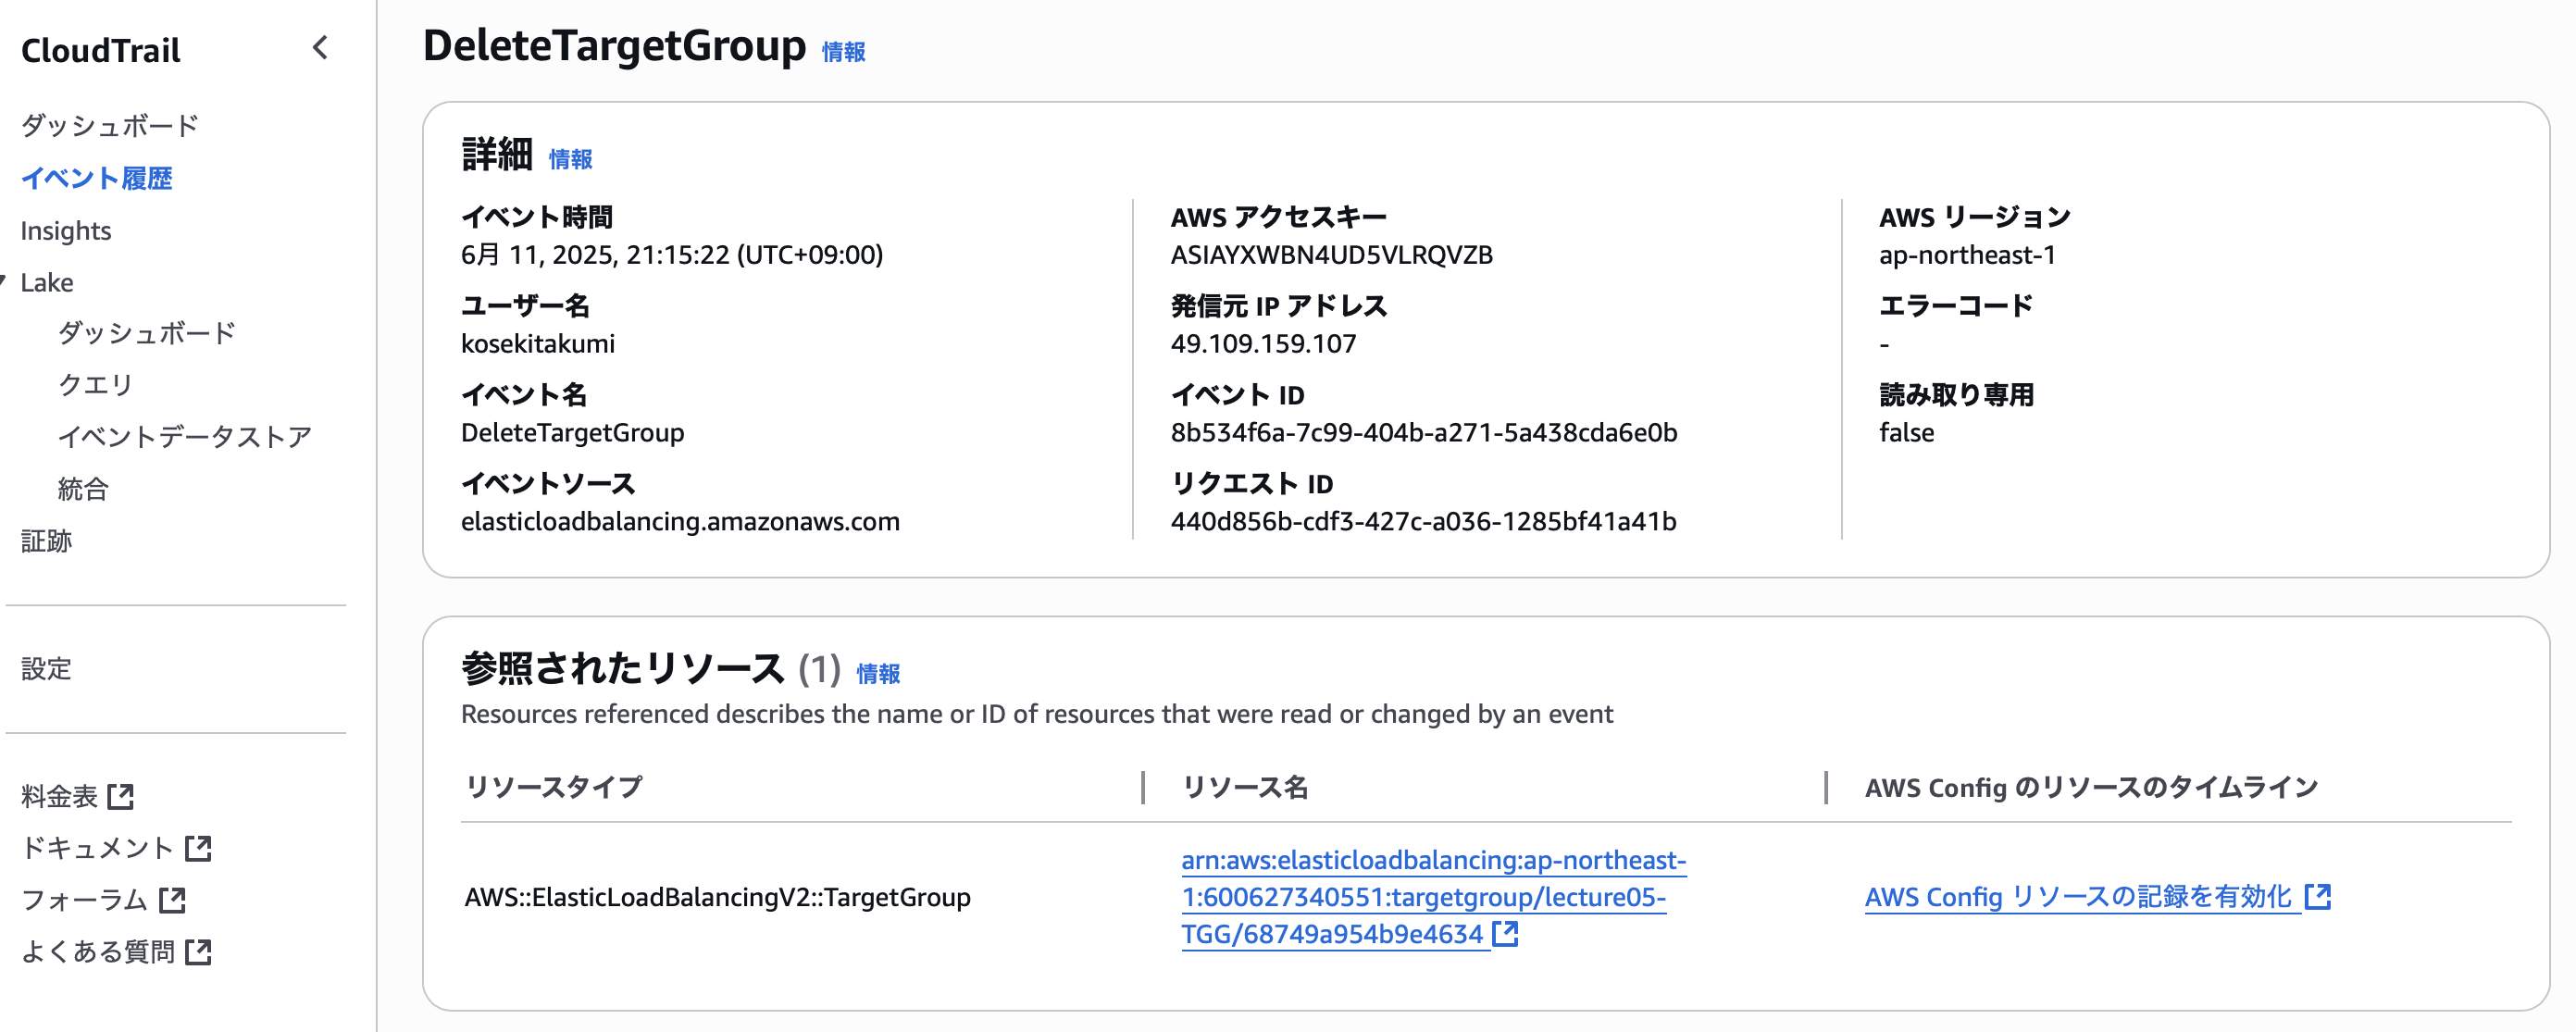 CloudTrail
ダッシュボード
イベント履歴
Insights
Lake
ダッシュボード
クエリ
イベントデータストア
統合
証跡
設定
料金表
ドキュメント
フォーラム
よくある質問
DeleteTargetGroup 情報
詳細 情報
イベント時間
6月 11, 2025, 21:15:22 (UTC+09:00)
ユーザー名
kosekitakumi
イベント名
DeleteTargetGroup
イベントソース
elasticloadbalancing.amazonaws.com
AWS アクセスキー
ASIAYXWBN4UD5VLRQVZB
発信元 IP アドレス
49.109.159.107
イベント ID
8b534f6a-7c99-404b-a271-5a438cda6e0b
リクエスト ID
440d856b-cdf3-427c-a036-1285bf41a41b
AWS リージョン
ap-northeast-1
エラーコード
-
読み取り専用
false
参照されたリソース (1) 情報
Resources referenced describes the name or ID of resources that were read or changed by an event
リソースタイプ
リソース名
AWS Config のリソースのタイムライン
AWS::ElasticLoadBalancingV2::TargetGroup
arn:aws:elasticloadbalancing:ap-northeast-
1:600627340551:targetgroup/lecture05-
TGG/68749a954b9e4634
AWS Config リソースの記録を有効化